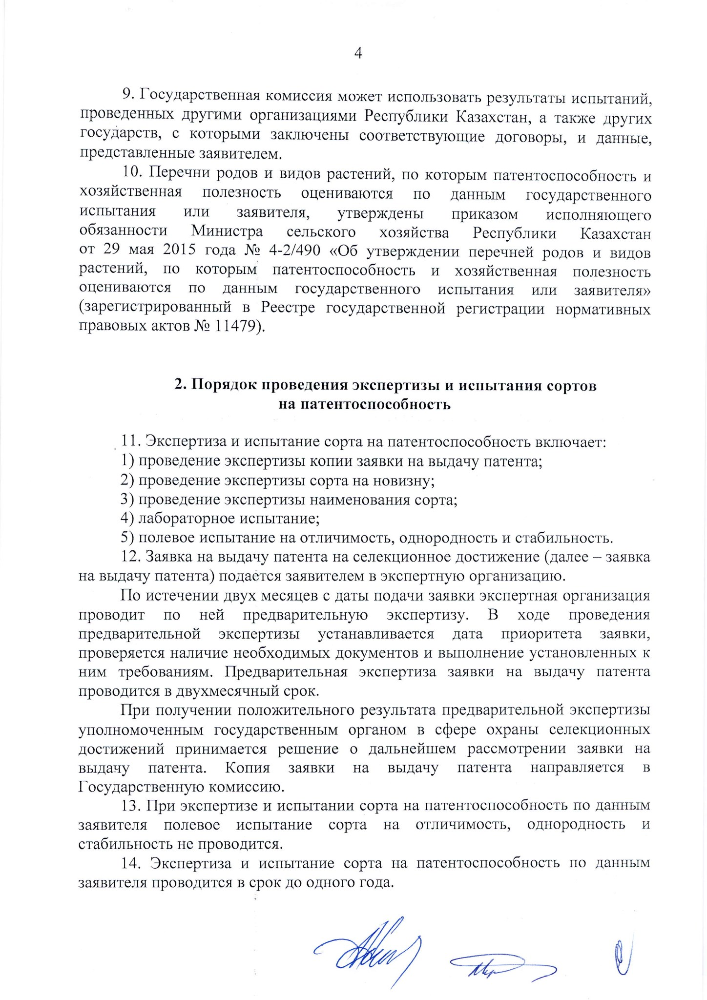 4
9. Государственная комиссия может использовать результаты испытаний,
проведенных другими организациями Республики Казахстан, а также других
государств, с которыми заключены соответствующие договоры, и данные,
представленные заявителем.
10. Перечни родов и видов растений, по которым патентоспособность и
хозяйственная полезность оцениваются по данным государственного
испытания или заявителя, утверждены приказом исполняющего
обязанности Министра сельского хозяйства Республики Казахстан
от 29 мая 2015 года № 4-2/490 «Об утверждении перечней родов и видов
растений, по которым патентоспособность и хозяйственная полезность
оцениваются по данным государственного испытания или заявителя»
(зарегистрированный в Реестре государственной регистрации нормативных
правовых актов № 11479).
2. Порядок проведения экспертизы и испытания сортов
на патентоспособность
11. Экспертиза и испытание сорта на патентоспособность включает:
1) проведение экспертизы копии заявки на выдачу патента;
2) проведение экспертизы сорта на новизну;
3) проведение экспертизы наименования сорта;
4) лабораторное испытание;
5) полевое испытание на отличимость, однородность и стабильность.
12. Заявка на выдачу патента на селекционное достижение (далее – заявка
на выдачу патента) подается заявителем в экспертную организацию.
По истечении двух месяцев с даты подачи заявки экспертная организация
проводит по ней предварительную экспертизу. В ходе проведения
предварительной экспертизы устанавливается дата приоритета заявки,
проверяется наличие необходимых документов и выполнение установленных к
ним требованиям. Предварительная экспертиза заявки на выдачу патента
проводится в двухмесячный срок.
При получении положительного результата предварительной экспертизы
уполномоченным государственным органом в сфере охраны селекционных
достижений принимается решение о дальнейшем рассмотрении заявки на
выдачу патента. Копия заявки на выдачу патента направляется в
Государственную комиссию.
13. При экспертизе и испытании сорта на патентоспособность по данным
заявителя полевое испытание сорта на отличимость, однородность и
стабильность не проводится.
14. Экспертиза и испытание сорта на патентоспособность по данным
заявителя проводится в срок до одного года.